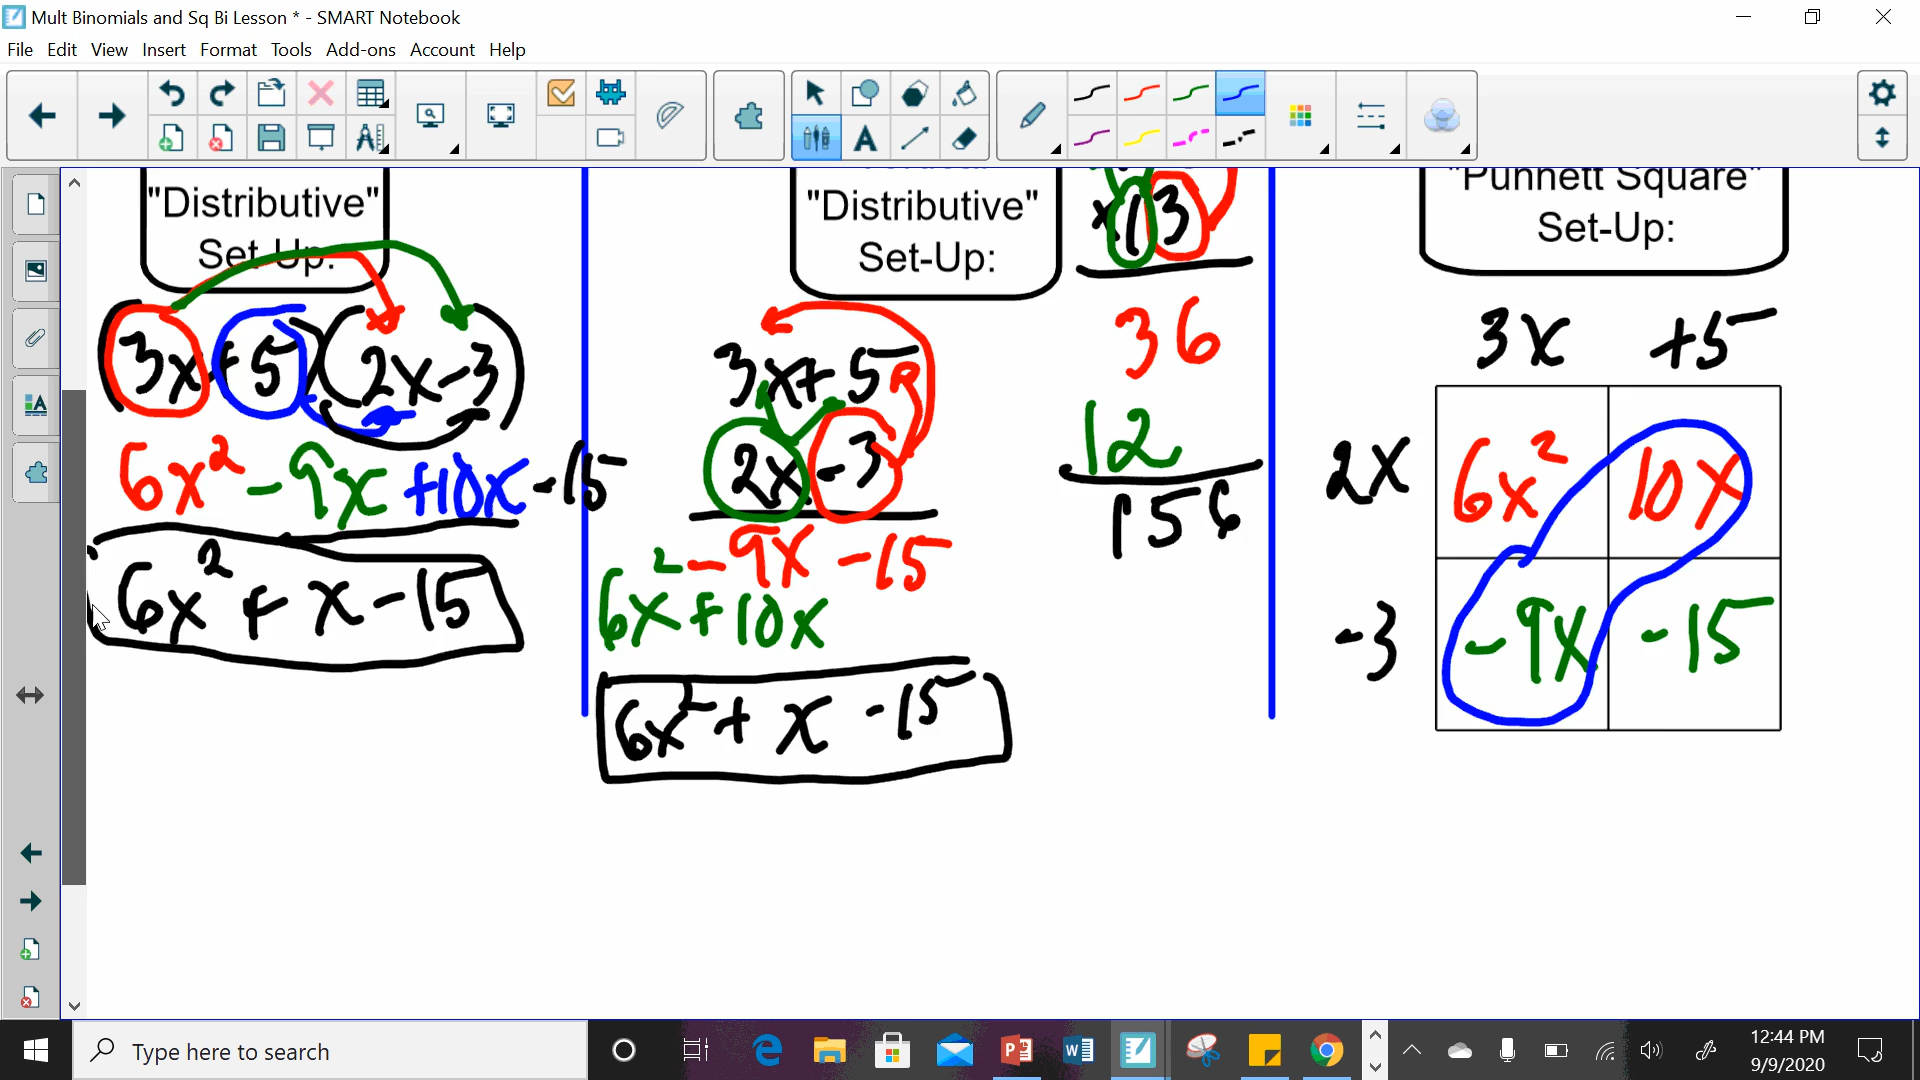 Mult Binomials and Sq Bi Lesson * - SMART Notebook
File Edit View Insert Format Tools Add-ons Account Help
"Distributive"
Set-Up:
(3x+5)(2x-3)
6x² -9x +10x -15
6x² + x -15
"Distributive"
Set-Up:
3x+5
2x-3
-9x -15
6x² +10x
6x² + x -15
x13
36
12
156
"Punnett Square"
Set-Up:
3x +5
2x 6x² 10x
-3 -9x -15
Type here to search
12:44 PM
9/9/2020